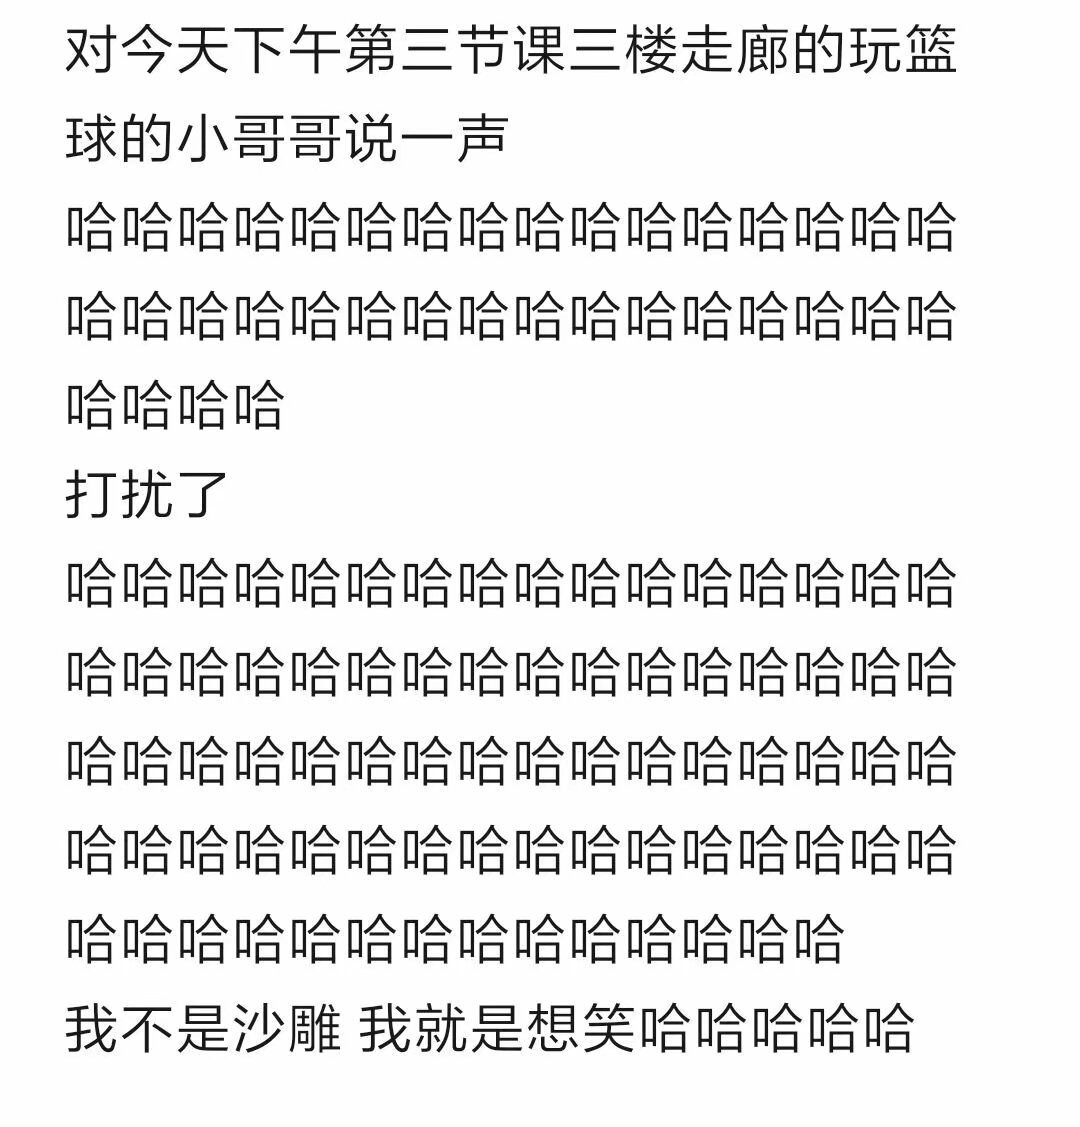 对今天下午第三节课三楼走廊的玩篮
球的小哥哥说一声
哈哈哈哈哈哈哈哈哈哈哈哈哈哈哈哈
哈哈哈哈哈哈哈哈哈哈哈哈哈哈哈哈
哈哈哈哈
打扰了
哈哈哈哈哈哈哈哈哈哈哈哈哈哈哈哈
哈哈哈哈哈哈哈哈哈哈哈哈哈哈哈哈
哈哈哈哈哈哈哈哈哈哈哈哈哈哈哈哈
哈哈哈哈哈哈哈哈哈哈哈哈哈哈哈哈
哈哈哈哈哈哈哈哈哈哈哈哈哈哈
我不是沙雕 我就是想笑哈哈哈哈哈